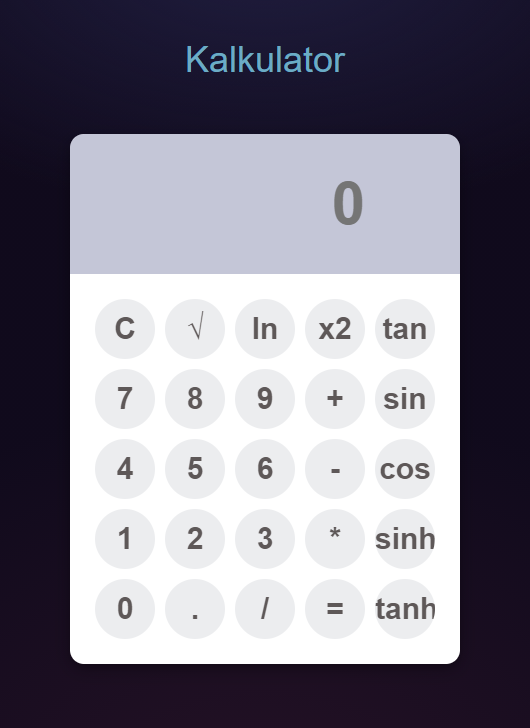 Kalkulator
0
C √ ln x2 tan
7 8 9 + sin
4 5 6 - cos
1 2 3 * sinh
0 . / = tanh